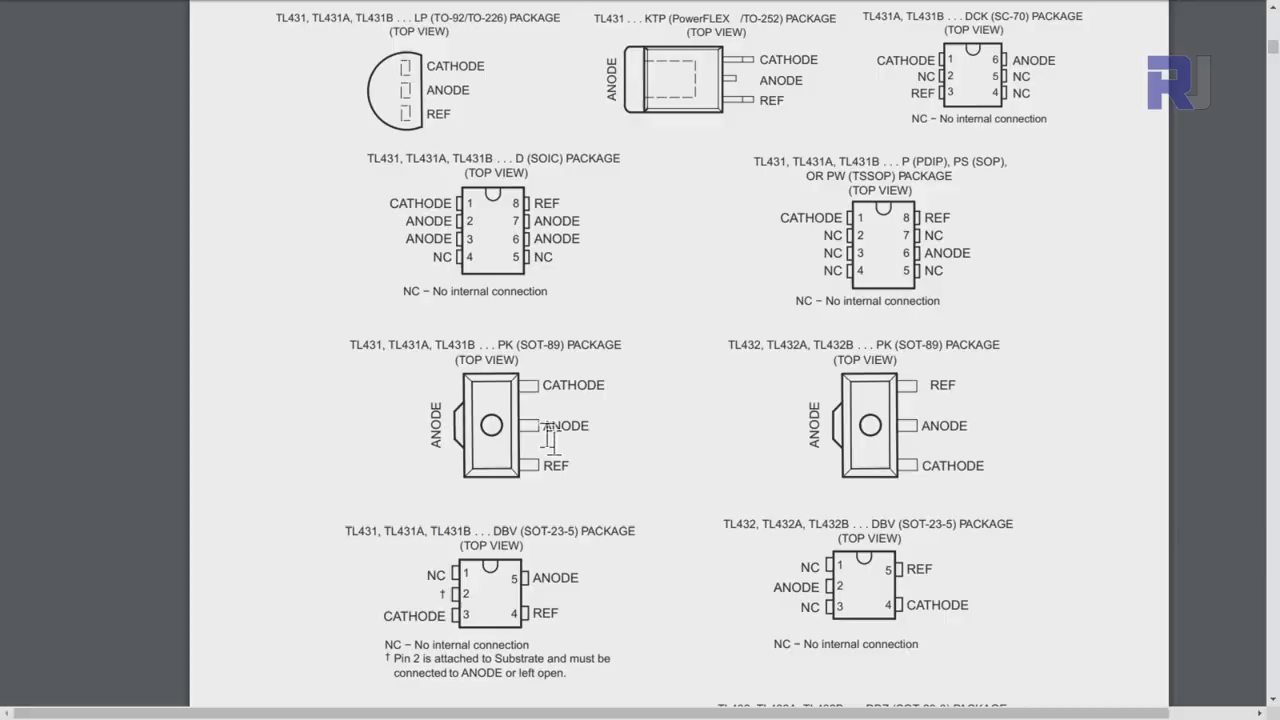 TL431, TL431A, TL431B . . . LP (TO-92/TO-226) PACKAGE
(TOP VIEW)
CATHODE
ANODE
REF
TL431 . . . KTP (PowerFLEX /TO-252) PACKAGE
(TOP VIEW)
ANODE
CATHODE
ANODE
REF
TL431A, TL431B . . . DCK (SC-70) PACKAGE
(TOP VIEW)
CATHODE 1 6 ANODE
NC 2 5 NC
REF 3 4 NC
NC − No internal connection
RJ
TL431, TL431A, TL431B . . . D (SOIC) PACKAGE
(TOP VIEW)
CATHODE 1 8 REF
ANODE 2 7 ANODE
ANODE 3 6 ANODE
NC 4 5 NC
NC − No internal connection
TL431, TL431A, TL431B . . . P (PDIP), PS (SOP),
OR PW (TSSOP) PACKAGE
(TOP VIEW)
CATHODE 1 8 REF
NC 2 7 NC
NC 3 6 ANODE
NC 4 5 NC
NC − No internal connection
TL431, TL431A, TL431B . . . PK (SOT-89) PACKAGE
(TOP VIEW)
ANODE
CATHODE
ANODE
REF
TL432, TL432A, TL432B . . . PK (SOT-89) PACKAGE
(TOP VIEW)
ANODE
REF
ANODE
CATHODE
TL431, TL431A, TL431B . . . DBV (SOT-23-5) PACKAGE
(TOP VIEW)
NC 1 5 ANODE
† 2
CATHODE 3 4 REF
NC − No internal connection
† Pin 2 is attached to Substrate and must be
connected to ANODE or left open.
TL432, TL432A, TL432B . . . DBV (SOT-23-5) PACKAGE
(TOP VIEW)
NC 1 5 REF
ANODE 2
NC 3 4 CATHODE
NC − No internal connection